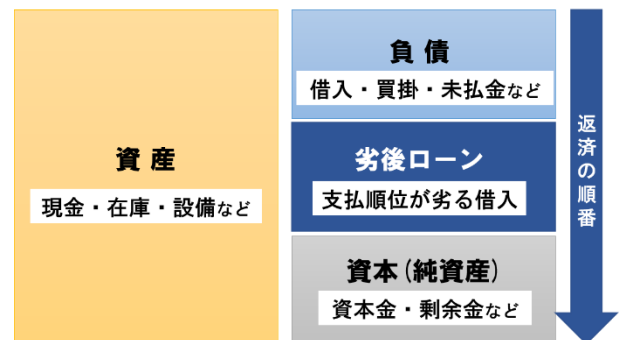 資産
現金・在庫・設備など
負債
借入・買掛・未払金など
劣後ローン
支払順位が劣る借入
資本(純資産)
資本金・剰余金など
返済の順番